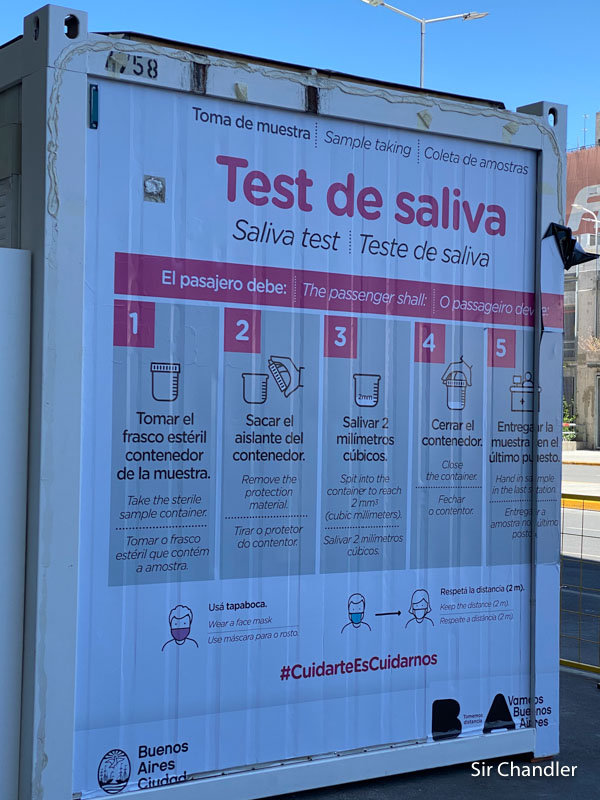 4758
Toma de muestra Sample taking Coleta de amostras
Test de saliva
Saliva test Teste de saliva
El pasajero debe: The passenger shall: O passageiro deve:
1
Tomar el
frasco estéril
contenedor
de la muestra.
Take the sterile
sample container.
Tomar o frasco
estéril que contém
a amostra.
2
Sacar el
aislante del
contenedor.
Remove the
protection
material.
Tirar o protetor
do contentor.
3
2mm³
Salivar 2
milímetros
cúbicos.
Spit into the
container to reach
2 mm³
(cubic milimeters).
Salivar 2 milímetros
cúbicos.
4
Cerrar el
contenedor.
Close
the container.
Fechar
o contentor.
5
Entregar la
muestra en el
último puesto.
Hand in sample
in the last station.
Entregar a
amostra no último
posto.
Usá tapaboca.
Wear a face mask
Use máscara para o rosto.
Respetá la distancia (2 m).
Keep the distance (2 m).
Respeite a distância (2 m).
#CuidarteEsCuidarnos
Buenos
Aires
Ciudad
B A
Tomemos
distancia
Vamos
Buenos
Aires
Sir Chandler